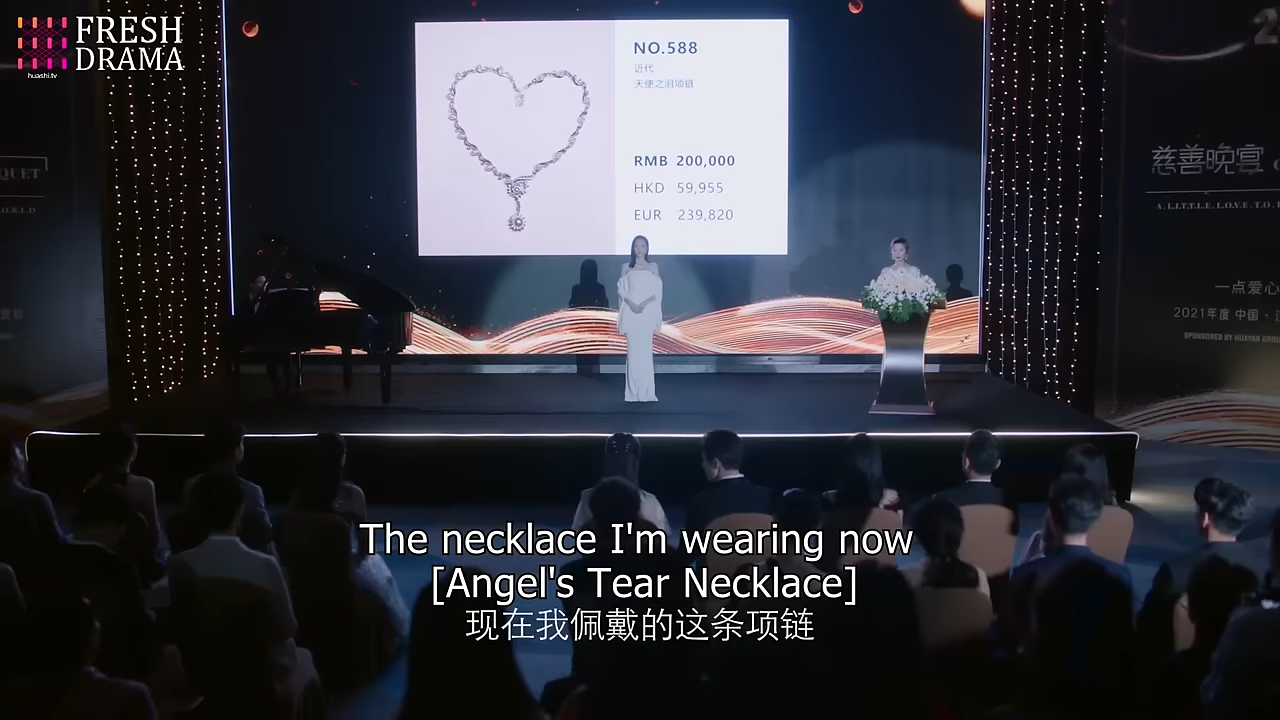 FRESH
DRAMA
huashi.tv
NO.588
近代
天使之泪项链
RMB 200,000
HKD 59,955
EUR 239,820
QUET
慈善晚宴
A.L.I.T.T.L.E. L.O.V.E. T.O.
一点爱心
2021年度 中国
SPONSORED BY
The necklace I'm wearing now
[Angel's Tear Necklace]
现在我佩戴的这条项链